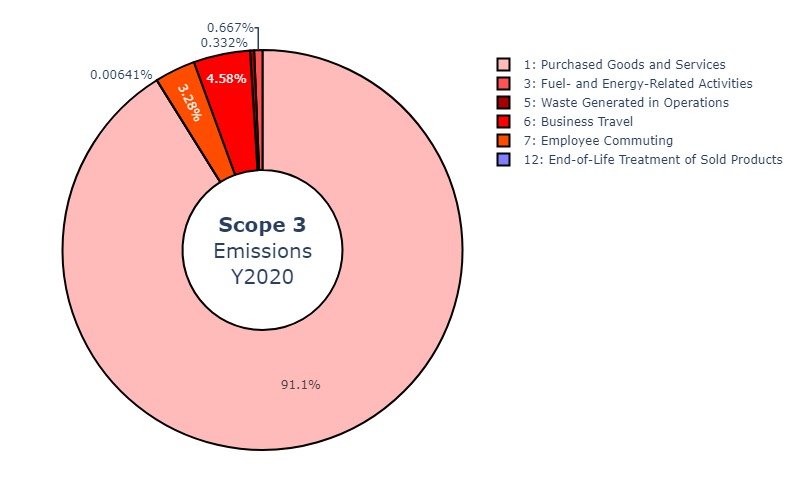 0.667%
0.332%
0.00641%
3.28%
4.58%
Scope 3
Emissions
Y2020
91.1%
1: Purchased Goods and Services
3: Fuel- and Energy-Related Activities
5: Waste Generated in Operations
6: Business Travel
7: Employee Commuting
12: End-of-Life Treatment of Sold Products